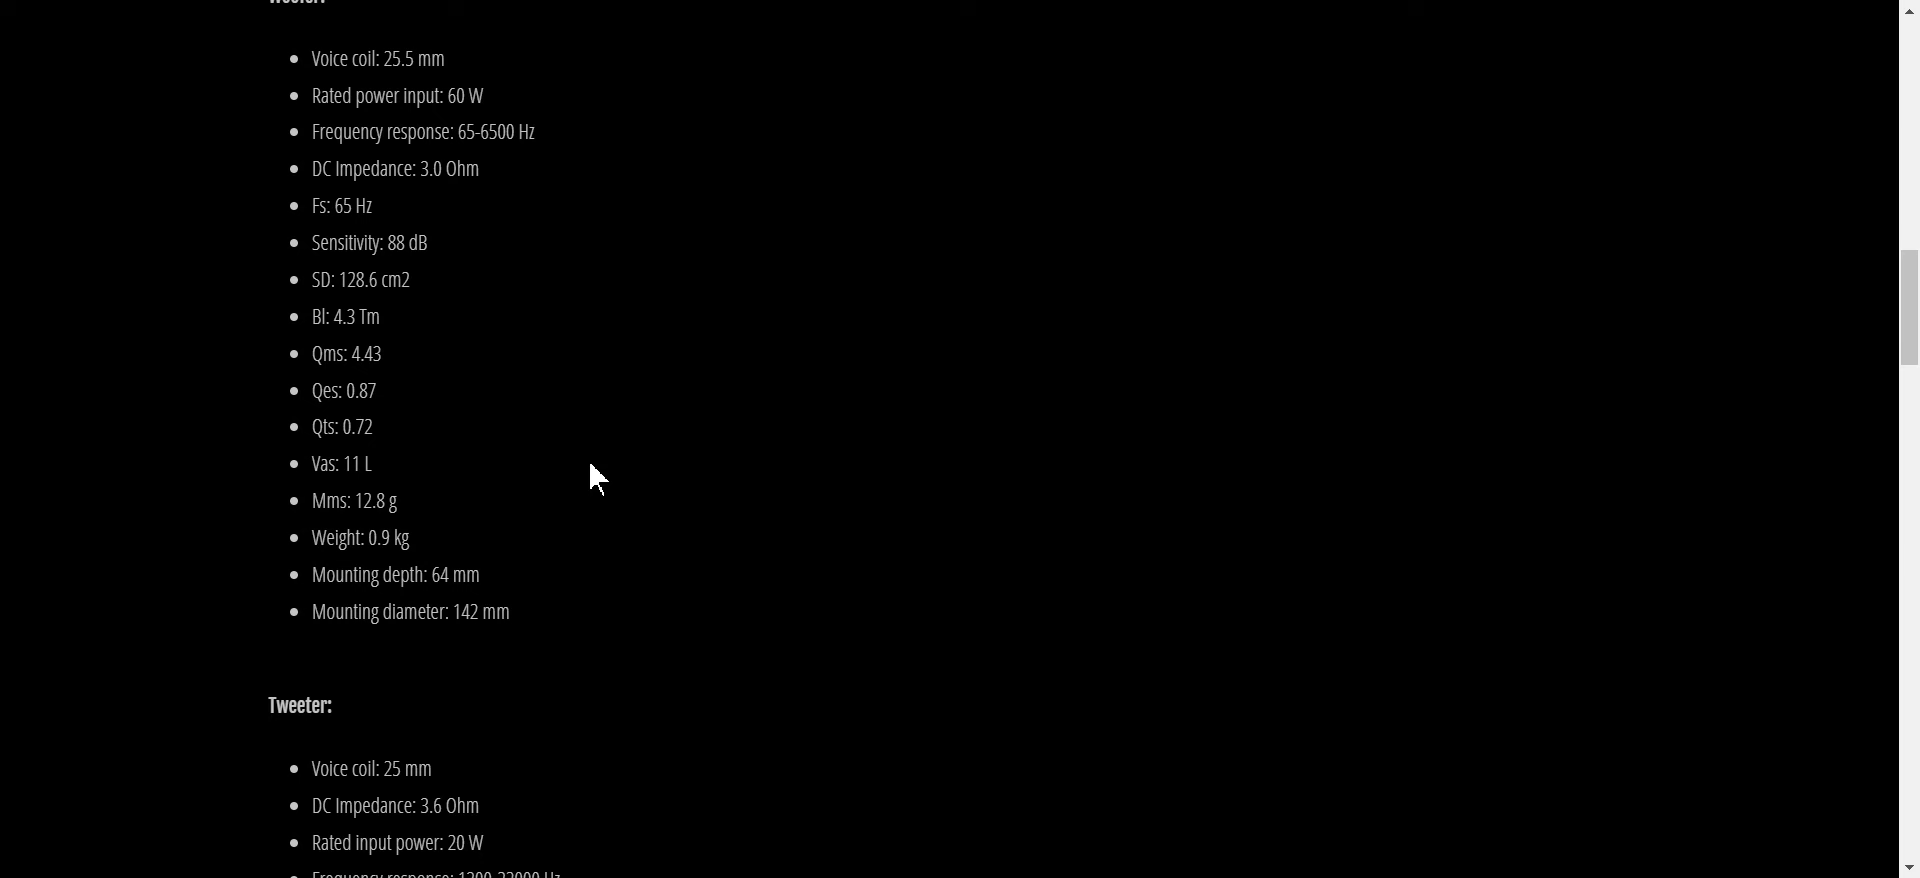 Voice coil: 25.5 mm
Rated power input: 60 W
Frequency response: 65-6500 Hz
DC Impedance: 3.0 Ohm
Fs: 65 Hz
Sensitivity: 88 dB
SD: 128.6 cm2
Bl: 4.3 Tm
Qms: 4.43
Qes: 0.87
Qts: 0.72
Vas: 11 L
Mms: 12.8 g
Weight: 0.9 kg
Mounting depth: 64 mm
Mounting diameter: 142 mm
Tweeter:
Voice coil: 25 mm
DC Impedance: 3.6 Ohm
Rated input power: 20 W
Frequency response: